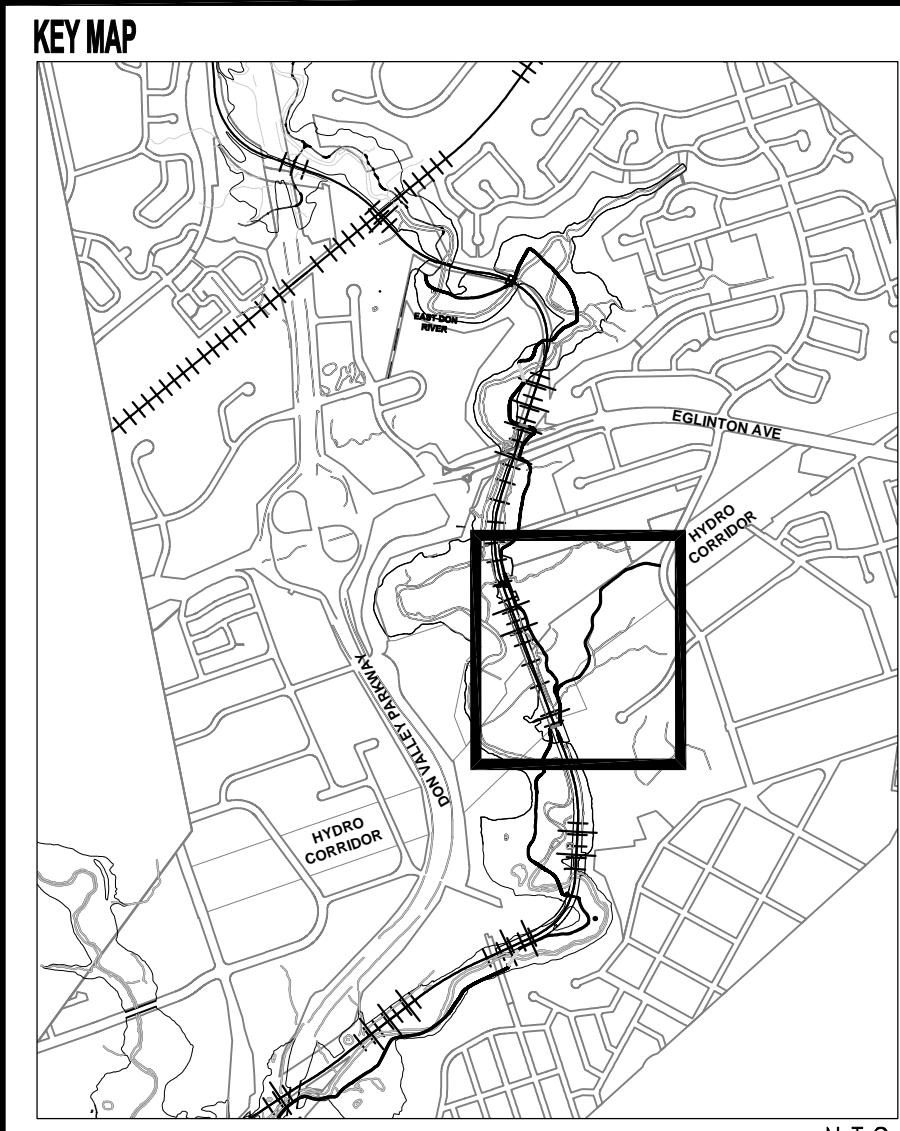 KEY MAP
EAST DON
RIVER
EGLINTON AVE
HYDRO
CORRIDOR
DON VALLEY PARKWAY
HYDRO
CORRIDOR